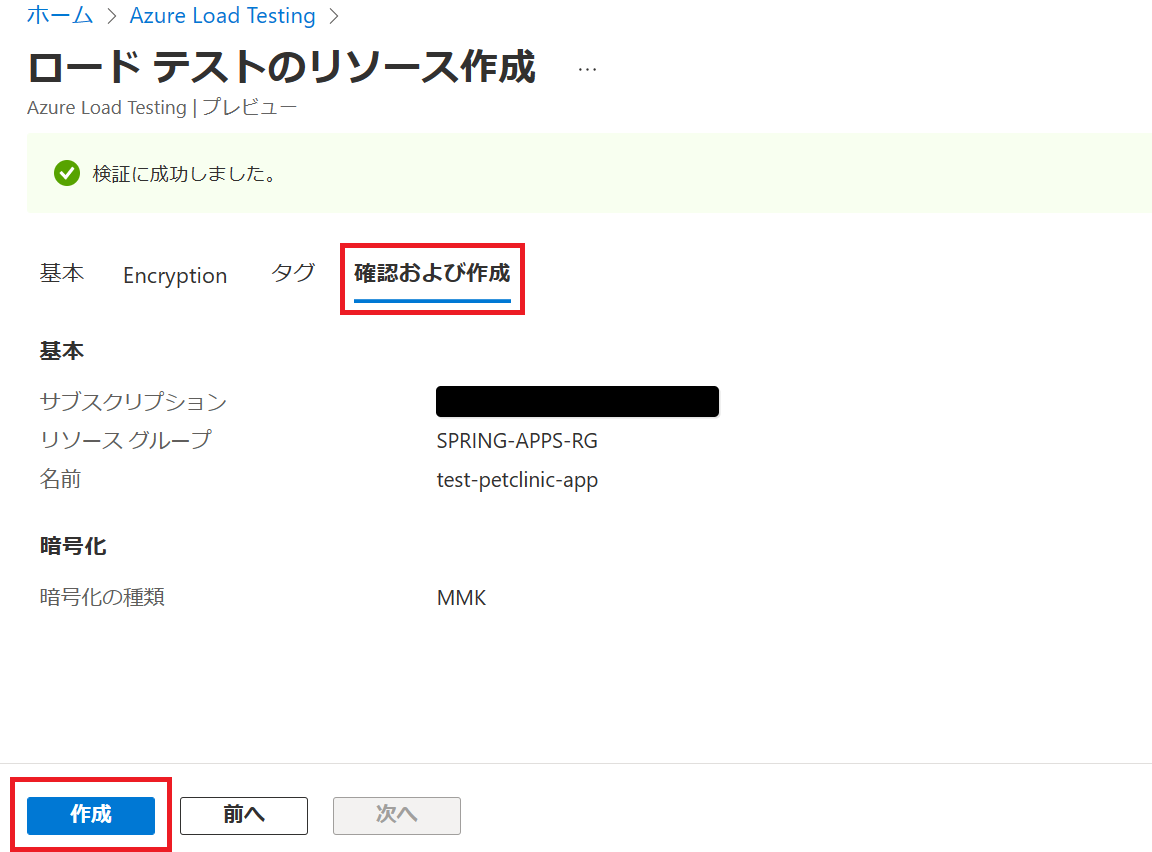 ホーム > Azure Load Testing >
ロード テストのリソース作成 ...
Azure Load Testing | プレビュー
検証に成功しました。
基本 Encryption タグ 確認および作成
基本
サブスクリプション
リソース グループ SPRING-APPS-RG
名前 test-petclinic-app
暗号化
暗号化の種類 MMK
作成 前へ 次へ